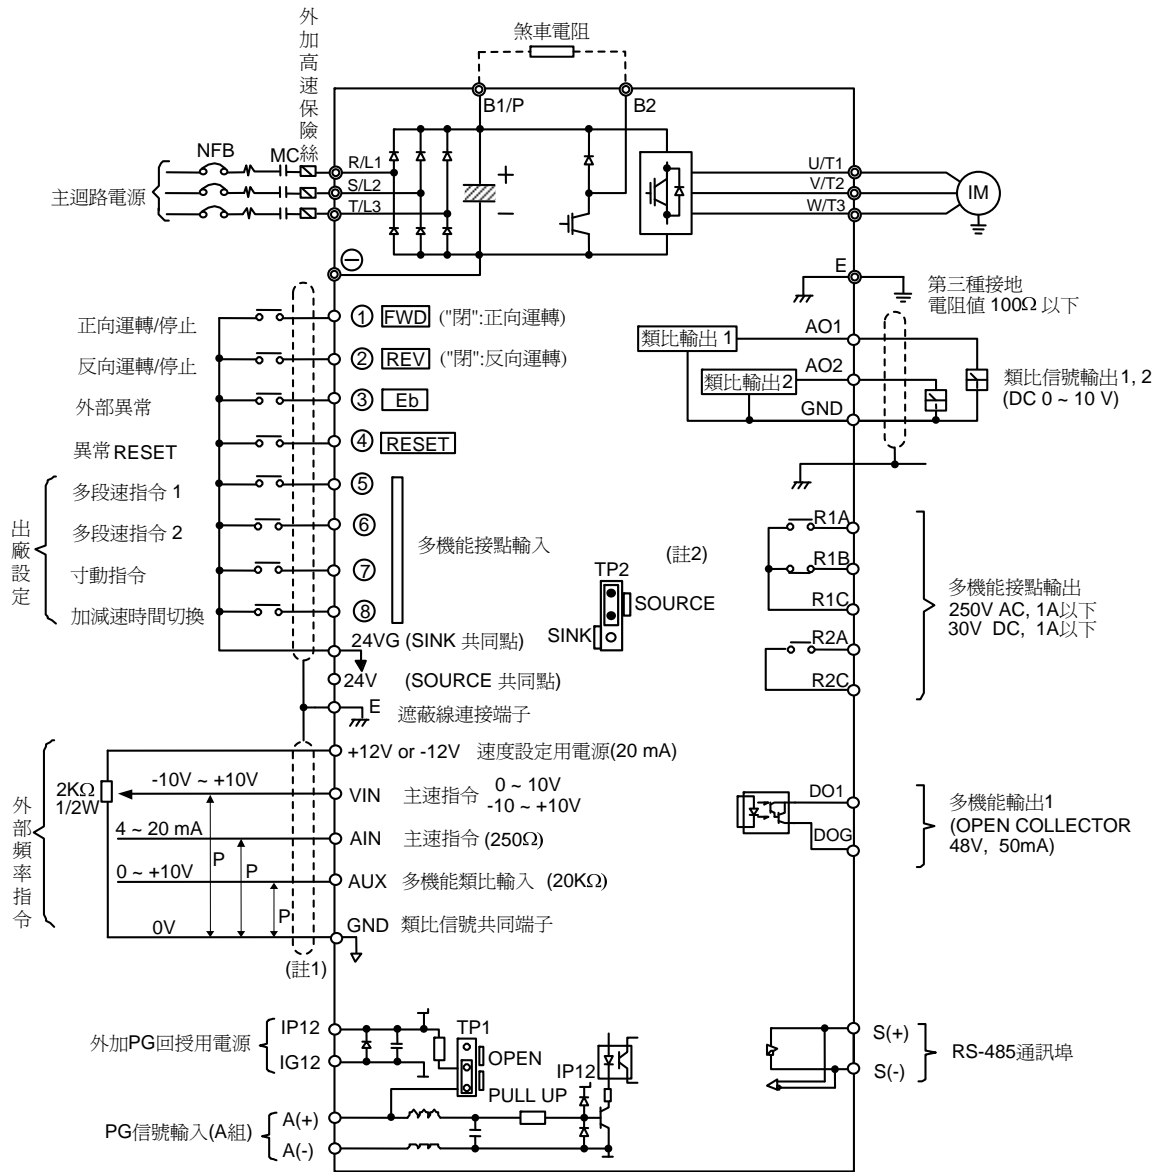 外加高速保險絲
煞車電阻
B1/P
B2
NFB
MC
R/L1
S/L2
T/L3
主迴路電源
+
−
U/T1
V/T2
W/T3
IM
E
第三種接地
電阻值 100Ω 以下
正向運轉/停止
① FWD ("閉":正向運轉)
反向運轉/停止
② REV ("閉":反向運轉)
外部異常
③ Eb
異常RESET
④ RESET
出廠設定
多段速指令 1
⑤
多段速指令 2
⑥
寸動指令
⑦
加減速時間切換
⑧
多機能接點輸入
24VG (SINK 共同點)
24V (SOURCE 共同點)
E 遮蔽線連接端子
類比輸出 1
AO1
類比輸出2
AO2
GND
類比信號輸出1, 2
(DC 0 ~ 10 V)
(註2)
TP2
SOURCE
SINK
R1A
R1B
R1C
R2A
R2C
多機能接點輸出
250V AC, 1A以下
30V DC, 1A以下
外部頻率指令
2KΩ
1/2W
+12V or -12V 速度設定用電源(20 mA)
-10V ~ +10V
VIN 主速指令 0 ~ 10V
-10 ~ +10V
4 ~ 20 mA
AIN 主速指令 (250Ω)
0 ~ +10V
P
P
P
AUX 多機能類比輸入 (20KΩ)
0V
GND 類比信號共同端子
(註1)
DO1
DOG
多機能輸出1
(OPEN COLLECTOR
48V, 50mA)
外加PG回授用電源
IP12
IG12
TP1
OPEN
PULL UP
IP12
PG信號輸入(A組)
A(+)
A(-)
S(+)
S(-)
RS-485通訊埠